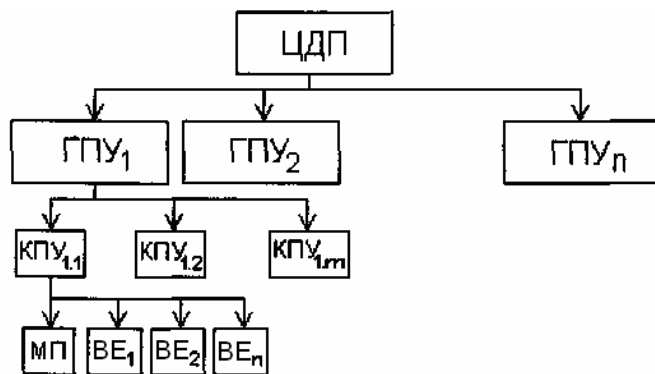 ЦДП
ГПУ1 ГПУ2 ГПУn
КПУ1.1 КПУ1.2 КПУ1.m
МП ВЕ1 ВЕ2 ВЕn